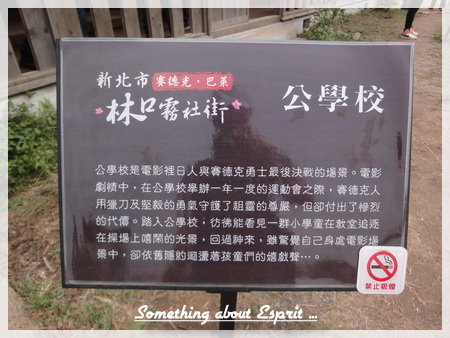 新北市 賽德克、巴萊
林口霧社街
公學校
公學校是電影裡日人與賽德克勇士最後決戰的場景。電影
劇情中，在公學校舉辦一年一度的運動會之際，賽德克人
用獵刀及堅毅的勇氣守護了祖靈的尊嚴，但卻付出了慘烈
的代價。踏入公學校，彷彿能看見一群小學童在教室追逐
在操場上嘻鬧的光景，回過神來，雖驚覺自己身處電影場
景中，卻依舊隱約迴盪著孩童們的嬉戲聲…。
禁止吸煙
Something about Esprit ...